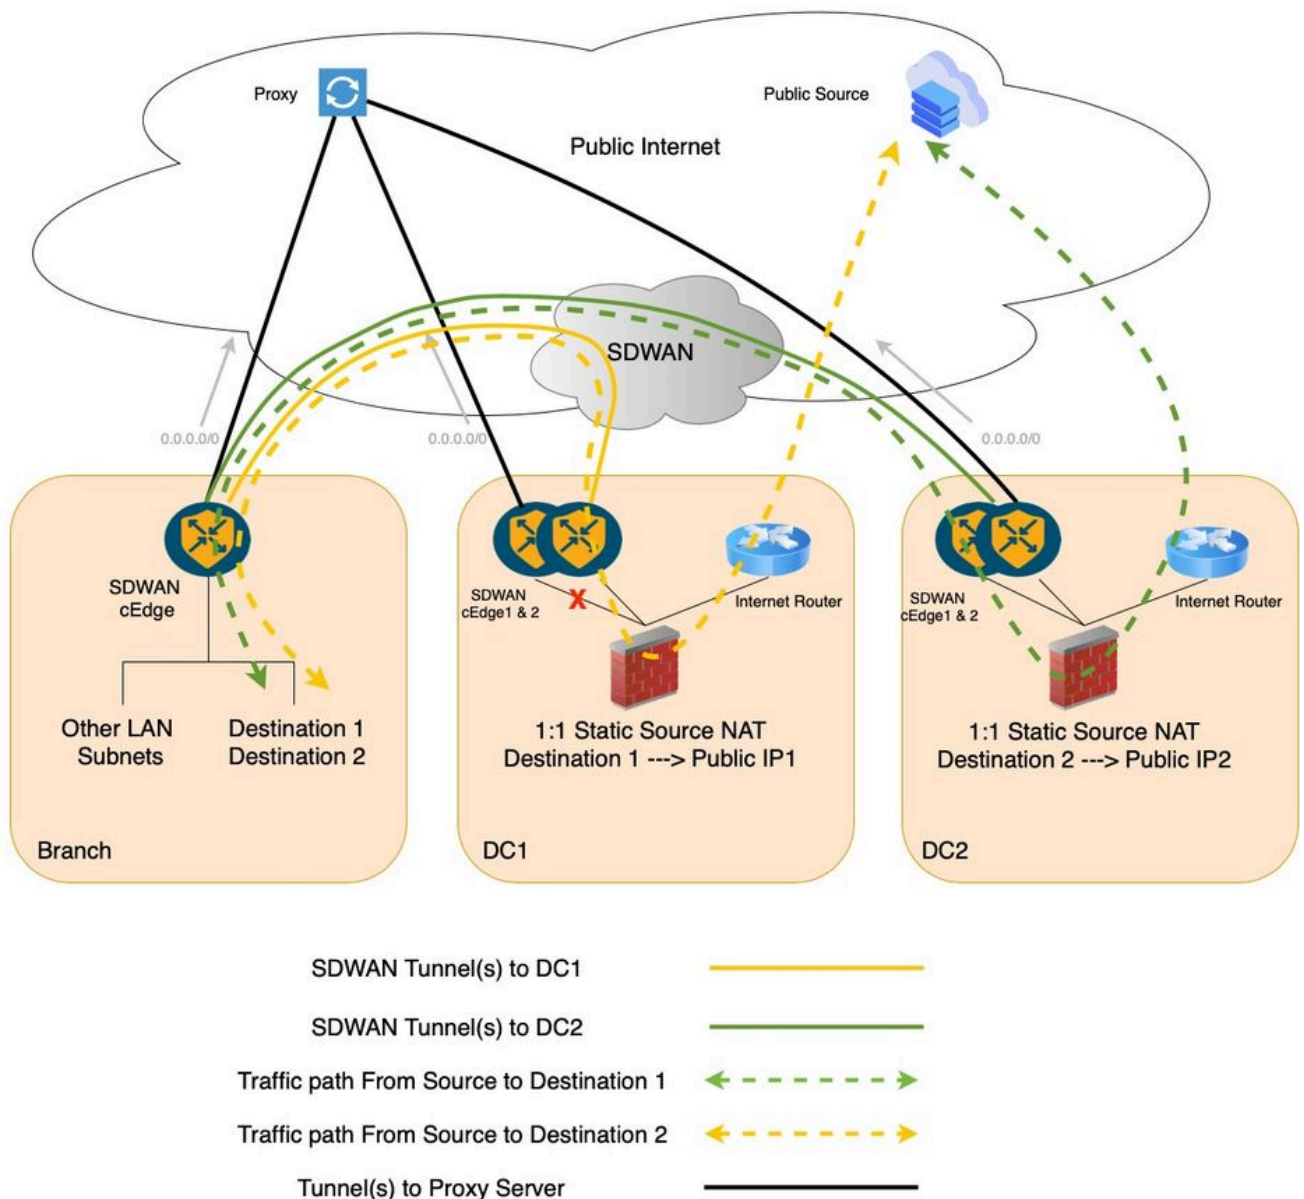 Proxy
Public Source
Public Internet
SDWAN
0.0.0.0/0
0.0.0.0/0
0.0.0.0/0
SDWAN
cEdge
SDWAN
cEdge1 & 2
X
Internet Router
SDWAN
cEdge1 & 2
Internet Router
Other LAN
Subnets
Destination 1
Destination 2
1:1 Static Source NAT
Destination 1 ---> Public IP1
1:1 Static Source NAT
Destination 2 ---> Public IP2
Branch
DC1
DC2
SDWAN Tunnel(s) to DC1
SDWAN Tunnel(s) to DC2
Traffic path From Source to Destination 1
Traffic path From Source to Destination 2
Tunnel(s) to Proxy Server